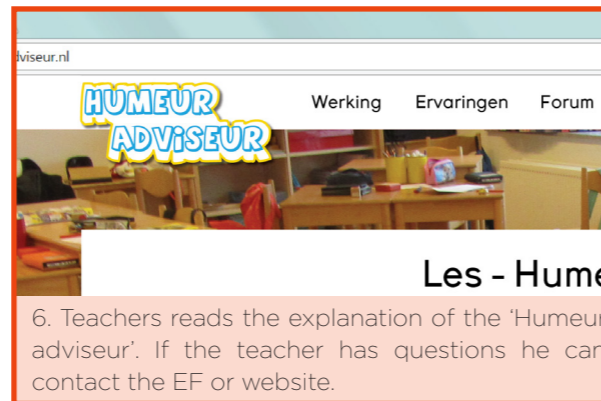 dviseur.nl
HUMEUR
ADViSEUR
Werking Ervaringen Forum
Les - Hume
6. Teachers reads the explanation of the ‘Humeur
adviseur’. If the teacher has questions he can
contact the EF or website.